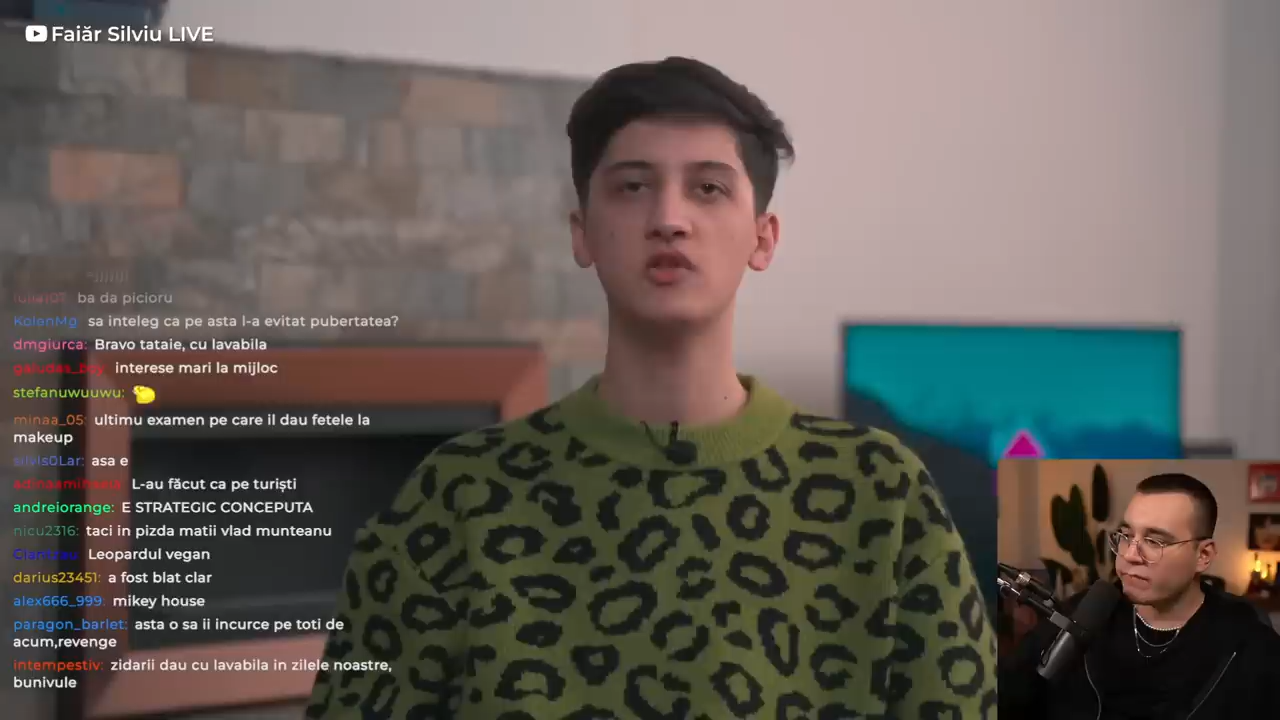 Faiăr Silviu LIVE
ba da picioru
KolenMg: sa inteleg ca pe asta l-a evitat pubertatea?
dmgiurca: Bravo tataie, cu lavabila
interese mari la mijloc
stefanuwuuwu:
minaa_05: ultimu examen pe care il dau fetele la
makeup
silvis0Lar: asa e
L-au făcut ca pe turiști
andreiorange: E STRATEGIC CONCEPUTA
nicu2316: taci in pizda matii vlad munteanu
Leopardul vegan
darius23451: a fost blat clar
alex666_999: mikey house
paragon_barlet: asta o sa ii incurce pe toti de
acum,revenge
intempestiv: zidarii dau cu lavabila in zilele noastre,
bunivule